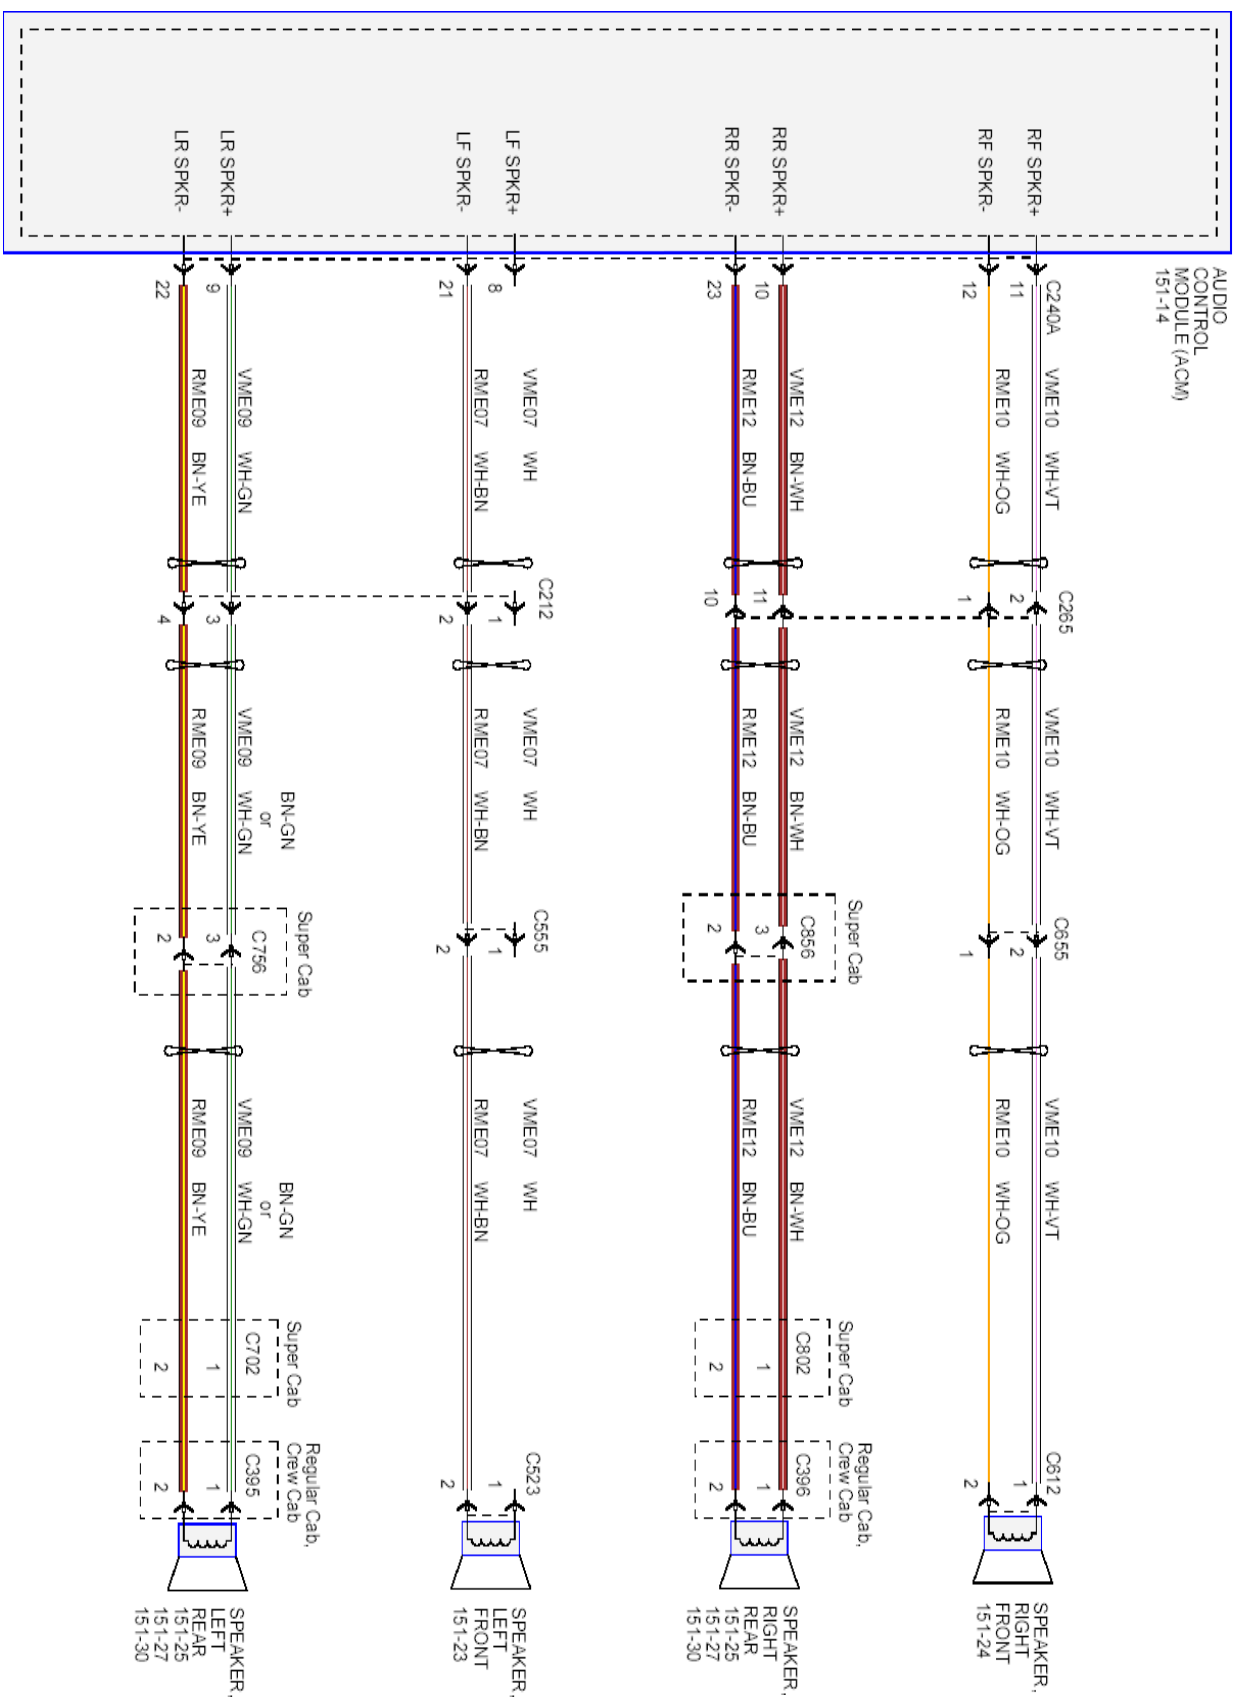 AUDIO
CONTROL
MODULE (ACM)
151-14
RF SPKR+
11
C240A
VME10 WH-VT
2
C265
VME10 WH-VT
2
C655
VME10 WH-VT
1
C612
RF SPKR-
12
RME10 WH-OG
1
RME10 WH-OG
1
RME10 WH-OG
2
SPEAKER,
RIGHT
FRONT
151-24
RR SPKR+
10
VME12 BN-WH
11
VME12 BN-WH
Super Cab
C856
3
VME12 BN-WH
Super Cab
C802
1
Regular Cab,
Crew Cab
C396
1
RR SPKR-
23
RME12 BN-BU
10
RME12 BN-BU
2
RME12 BN-BU
2
2
SPEAKER,
RIGHT
REAR
151-25
151-27
151-30
LF SPKR+
8
VME07 WH
C212
1
VME07 WH
C555
1
VME07 WH
C523
1
LF SPKR-
21
RME07 WH-BN
2
RME07 WH-BN
2
RME07 WH-BN
2
SPEAKER,
LEFT
FRONT
151-23
LR SPKR+
9
VME09 WH-GN
3
BN-GN
or
VME09 WH-GN
Super Cab
C756
3
BN-GN
or
VME09 WH-GN
Super Cab
C702
1
Regular Cab,
Crew Cab
C395
1
LR SPKR-
22
RME09 BN-YE
4
RME09 BN-YE
2
RME09 BN-YE
2
2
SPEAKER,
LEFT
REAR
151-25
151-27
151-30